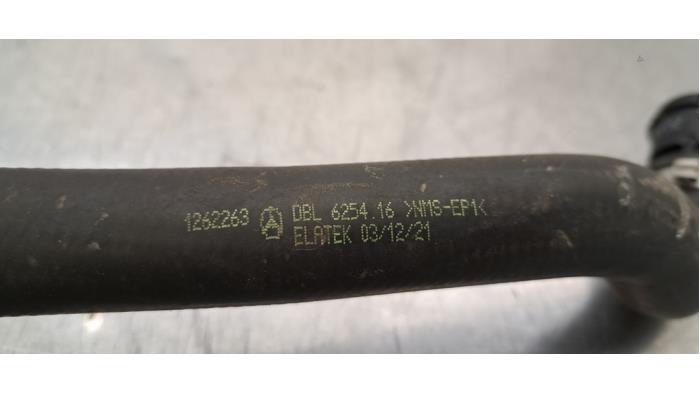 1262263 DBL 6254.16 >NMS-EP1<
ELATEK 03/12/21